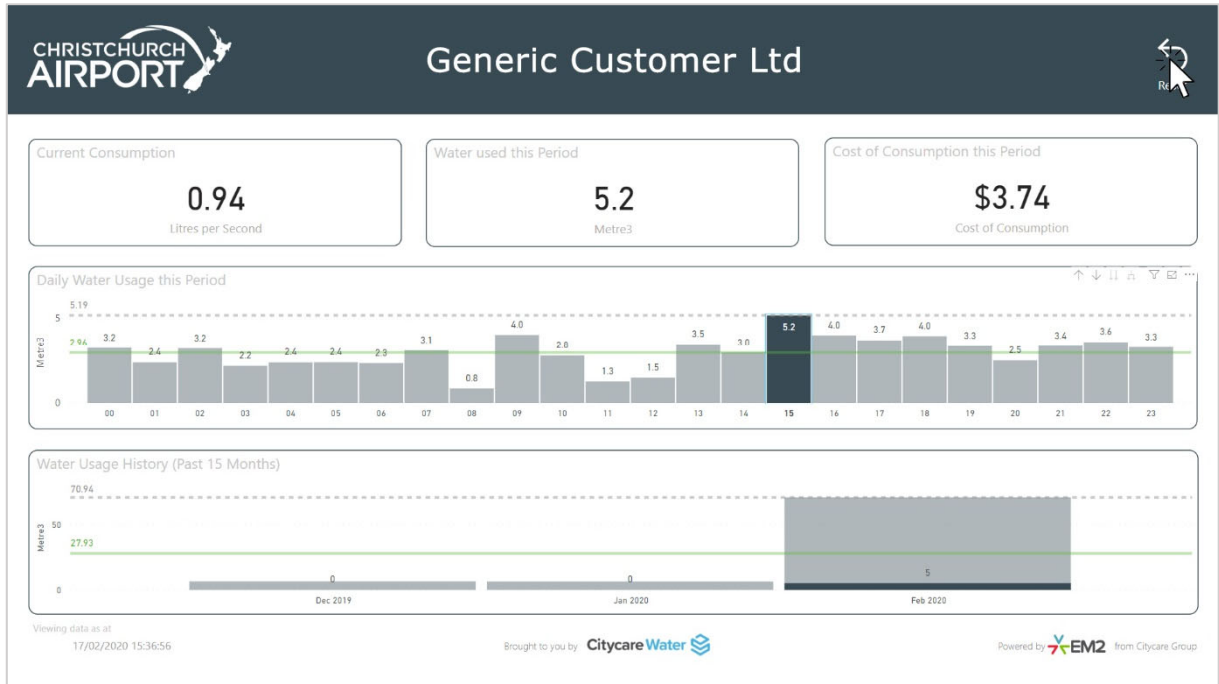 CHRISTCHURCH
AIRPORT
Generic Customer Ltd
Current Consumption
0.94
Litres per Second
Water used this Period
5.2
Metre3
Cost of Consumption this Period
$3.74
Cost of Consumption
Daily Water Usage this Period
5.19
5
2.94
0
Metre3
3.2 2.4 3.2 2.2 2.4 2.4 2.3 3.1 0.8 4.0 2.8 1.3 1.5 3.5 3.0 5.2 4.0 3.7 4.0 3.3 2.5 3.4 3.6 3.3
00 01 02 03 04 05 06 07 08 09 10 11 12 13 14 15 16 17 18 19 20 21 22 23
Water Usage History (Past 15 Months)
70.94
50
27.93
0
Metre3
0 0 5
Dec 2019 Jan 2020 Feb 2020
Viewing data as at
17/02/2020 15:36:56
Brought to you by Citycare Water
Powered by EM2 from Citycare Group